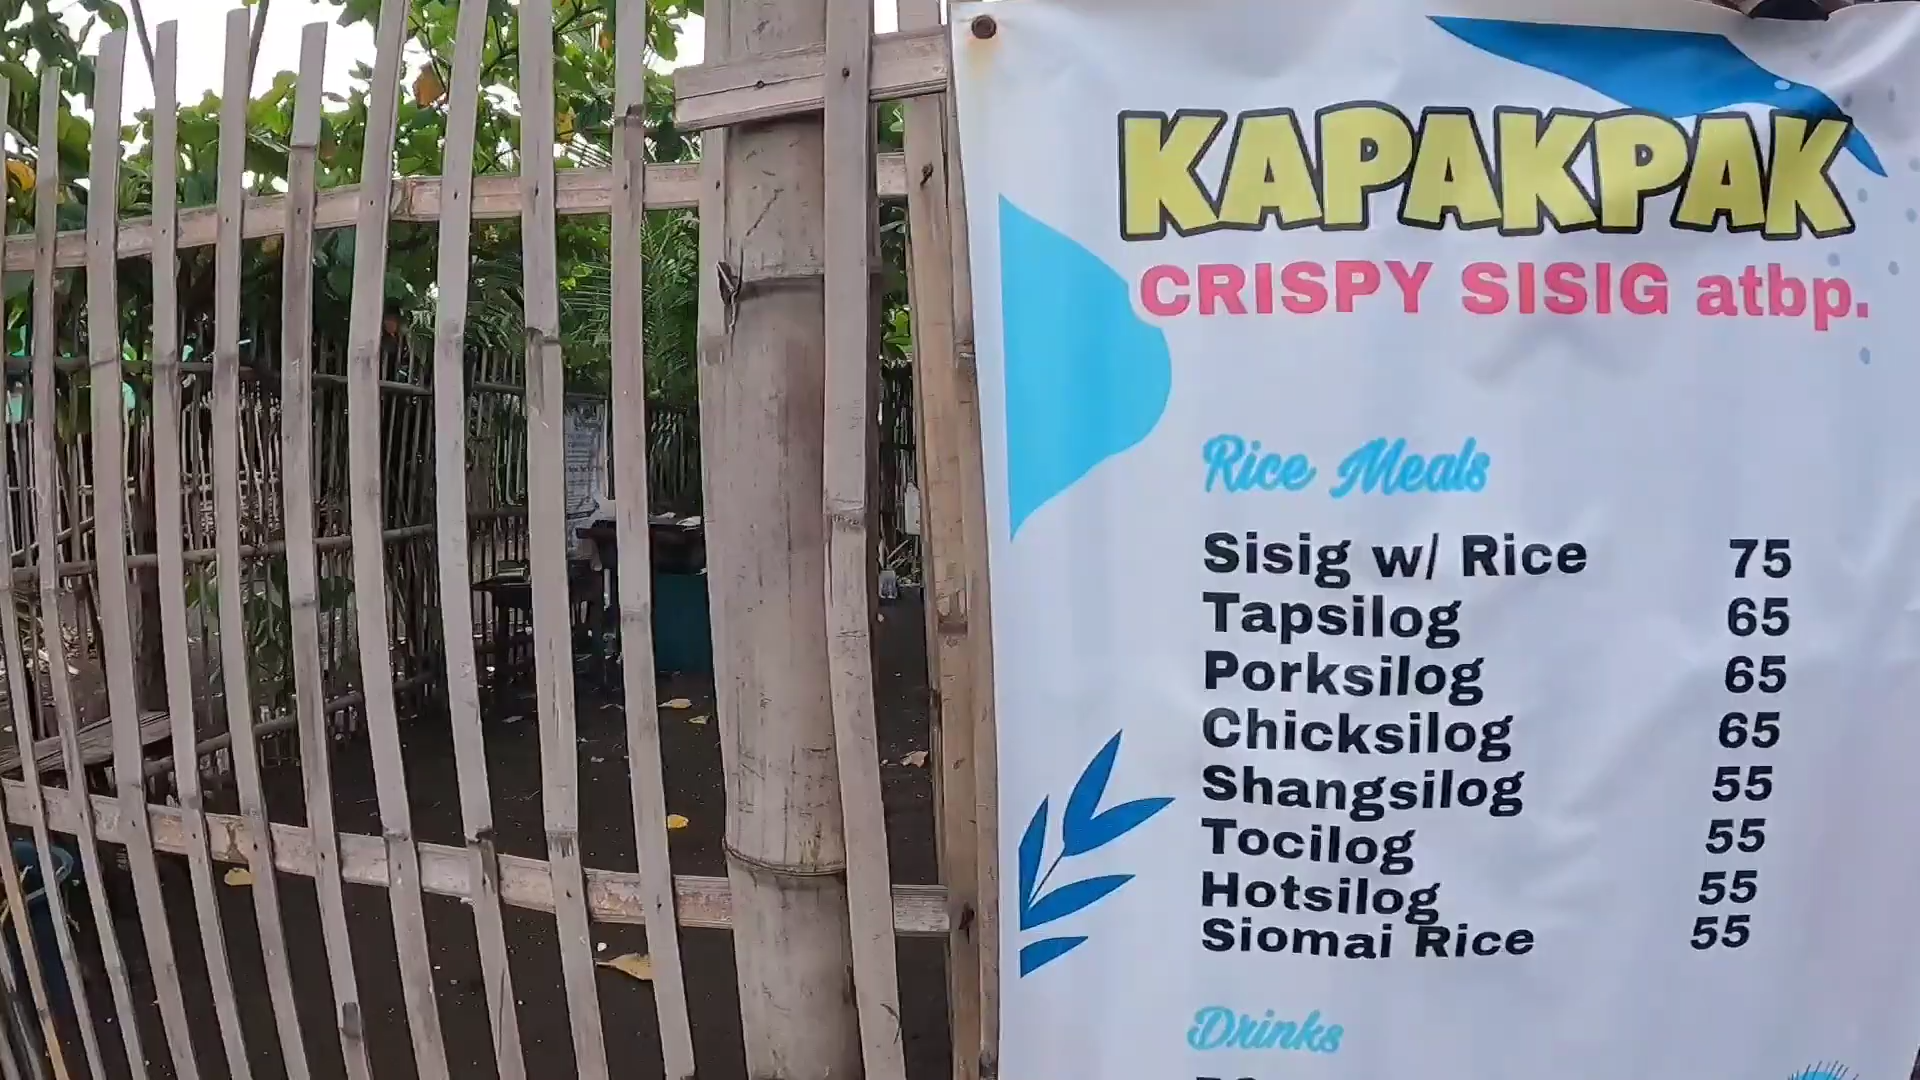 KAPAKPAK
CRISPY SISIG atbp.
Rice Meals
Sisig w/ Rice 75
Tapsilog 65
Porksilog 65
Chicksilog 65
Shangsilog 55
Tocilog 55
Hotsilog 55
Siomai Rice 55
Drinks